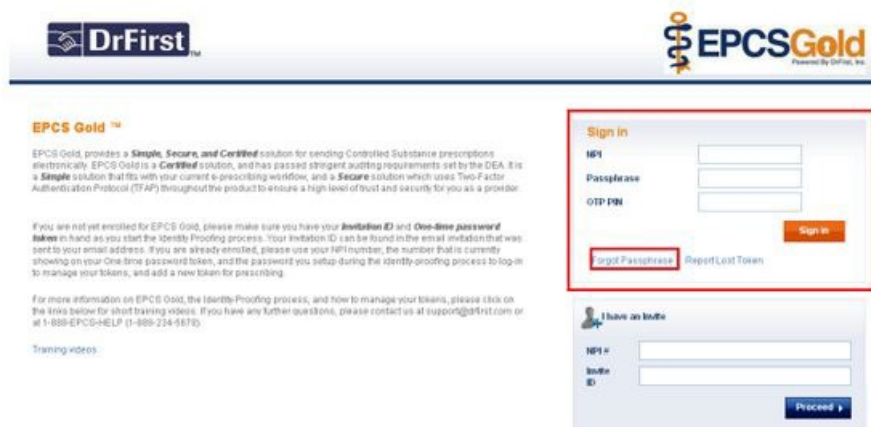 DrFirst™
EPCSGold
Powered By DrFirst, Inc.
EPCS Gold ™
EPCS Gold, provides a Simple, Secure, and Certified solution for sending Controlled Substance prescriptions
electronically. EPCS Gold is a Certified solution, and has passed stringent auditing requirements set by the DEA. It is
a Simple solution that fits with your current e-prescribing workflow, and a Secure solution which uses Two-Factor
Authentication Protocol (TFAP) throughout the product to ensure a high level of trust and security for you as a provider.
If you are not yet enrolled for EPCS Gold, please make sure you have your Invitation ID and One-time password
token in hand as you start the Identity Proofing process. Your Invitation ID can be found in the email invitation that was
sent to your email address. If you are already enrolled, please use your NPI number, the number that is currently
showing on your One-time password token, and the password you setup during the identity-proofing process to log-in
to manage your tokens, and add a new token for prescribing.
For more information on EPCS Gold, the Identity-Proofing process, and how to manage your tokens, please click on
the links below for short training videos. If you have any further questions, please contact us at support@drfirst.com or
at 1-888-EPCS-HELP (1-888-234-5678).
Training videos
Sign in
NPI
Passphrase
OTP PIN
Sign in
Forgot Passphrase Report Lost Token
I have an Invite
NPI #
Invite
ID
Proceed